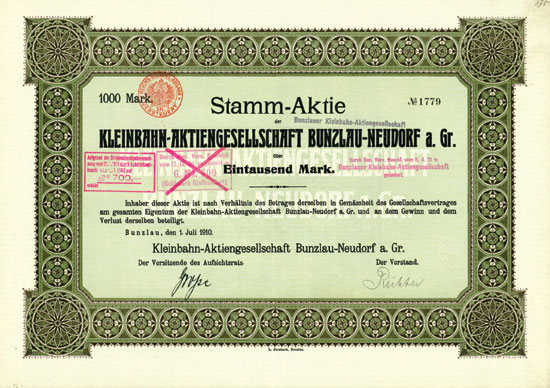 1000 Mark.
№ 1779
Stamm-Aktie
der
Bunzlauer Kleinbahn-Aktiengesellschaft
KLEINBAHN-AKTIENGESELLSCHAFT BUNZLAU-NEUDORF a. Gr.
über
Eintausend Mark.
Inhaber dieser Aktie ist nach Verhältnis des Betrages derselben in Gemässheit des Gesellschaftsvertrages
am gesamten Eigentum der Kleinbahn-Aktiengesellschaft Bunzlau-Neudorf a. Gr. und an dem Gewinn und dem
Verlust derselben beteiligt.
Bunzlau, den 1. Juli 1910.
Kleinbahn-Aktiengesellschaft Bunzlau-Neudorf a. Gr.
Der Vorsitzende des Aufsichtsrats:
Der Vorstand.
Richter